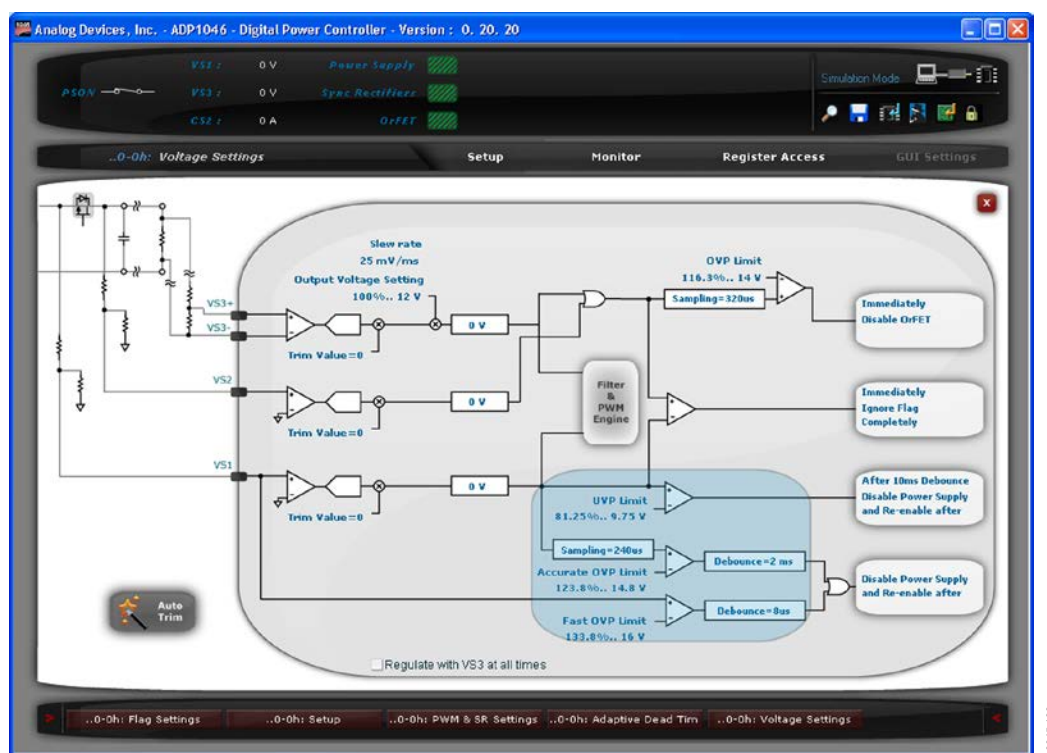 Analog Devices, Inc. - ADP1046 - Digital Power Controller - Version : 0. 20. 20
VS1 : 0 V Power Supply
PSON VS3 : 0 V Sync Rectifiers
CS2 : 0 A OrFET
Simulation Mode
..0-0h: Voltage Settings Setup Monitor Register Access GUI Settings
x
Slew rate
25 mV/ms
Output Voltage Setting
100%.. 12 V
OVP Limit
116.3%.. 14 V
Sampling=320us
Immediately
Disable OrFET
VS3+
VS3-
0 V
Trim Value=0
Filter
&
PWM
Engine
VS2
0 V
Trim Value=0
Immediately
Ignore Flag
Completely
VS1
0 V
Trim Value=0
UVP Limit
81.25%.. 9.75 V
After 10ms Debounce
Disable Power Supply
and Re-enable after
Sampling=240us
Debounce=2 ms
Accurate OVP Limit
123.8%.. 14.8 V
Debounce=8us
Fast OVP Limit
133.8%.. 16 V
Disable Power Supply
and Re-enable after
Auto
Trim
Regulate with VS3 at all times
..0-0h: Flag Settings ..0-0h: Setup ..0-0h: PWM & SR Settings ..0-0h: Adaptive Dead Tim ..0-0h: Voltage Settings